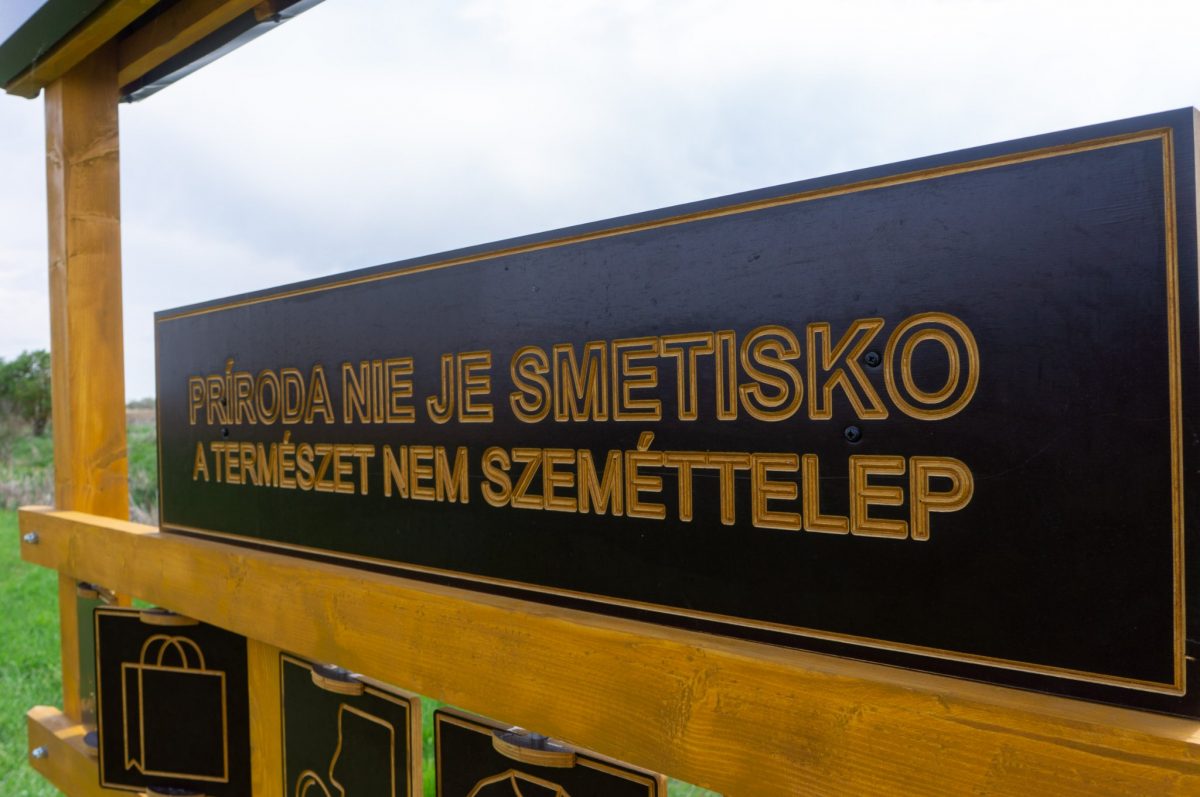 PRÍRODA NIE JE SMETISKO
A TERMÉSZET NEM SZEMÉTTELEP